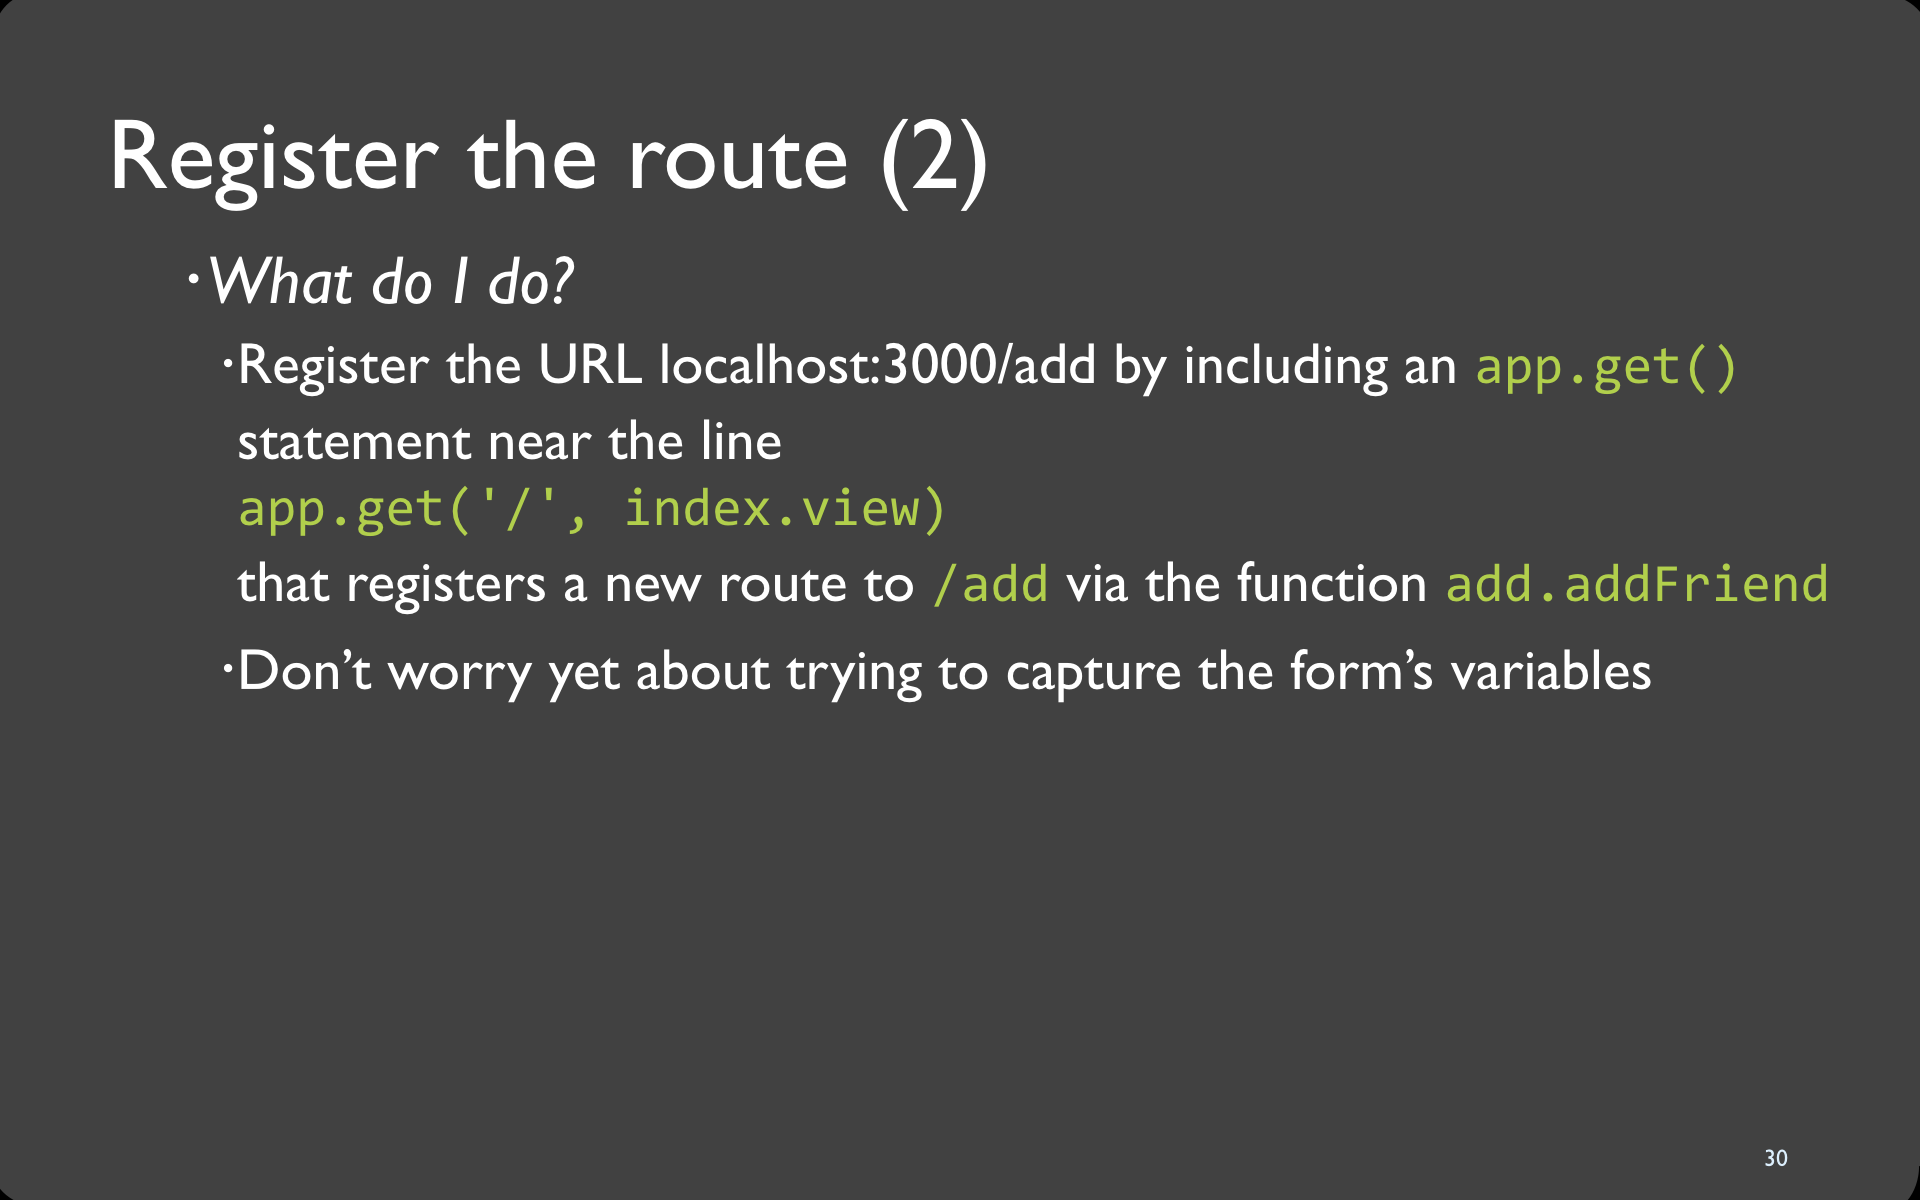 Register the route (2)
·What do I do?
·Register the URL localhost:3000/add by including an app.get()
statement near the line
app.get('/', index.view)
that registers a new route to /add via the function add.addFriend
·Don’t worry yet about trying to capture the form’s variables
30